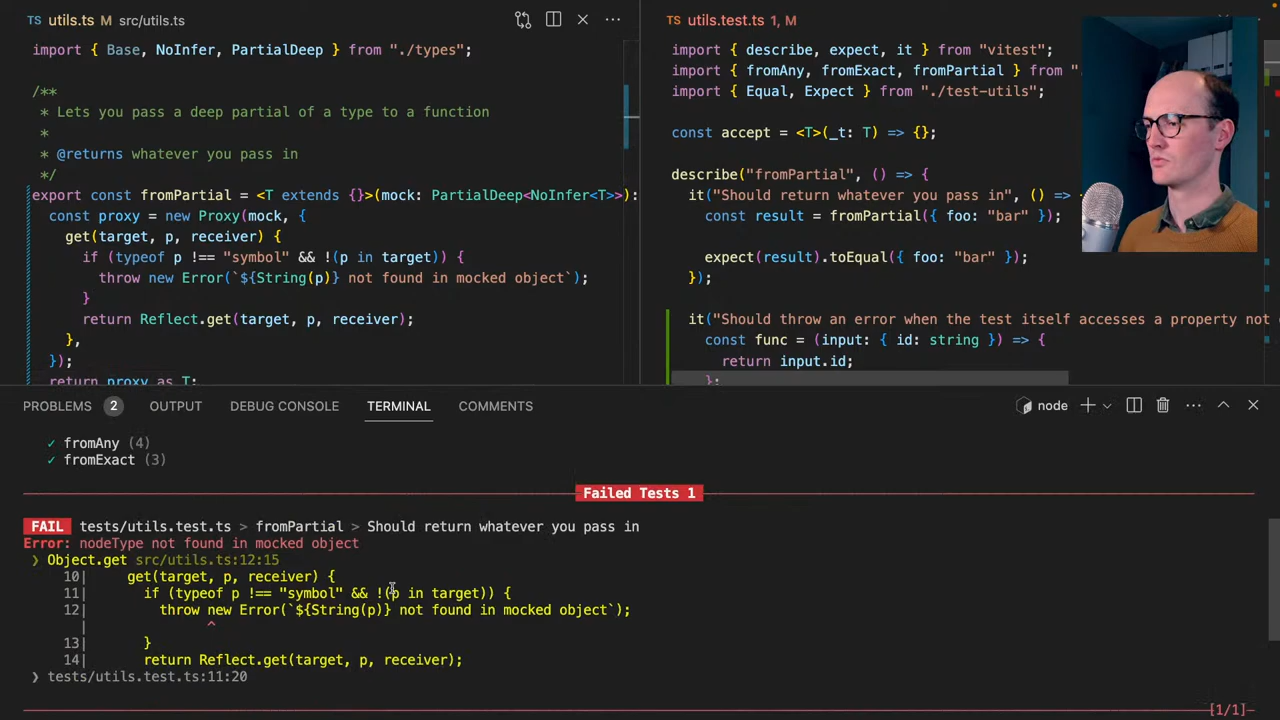 TS utils.ts M src/utils.ts
import { Base, NoInfer, PartialDeep } from "./types";
/**
* Lets you pass a deep partial of a type to a function
*
* @returns whatever you pass in
*/
export const fromPartial = <T extends {}>(mock: PartialDeep<NoInfer<T>>):
const proxy = new Proxy(mock, {
get(target, p, receiver) {
if (typeof p !== "symbol" && !(p in target)) {
throw new Error(`${String(p)} not found in mocked object`);
}
return Reflect.get(target, p, receiver);
},
});
return proxy as T;
TS utils.test.ts 1, M
import { describe, expect, it } from "vitest";
import { fromAny, fromExact, fromPartial } from "
import { Equal, Expect } from "./test-utils";
const accept = <T>(_t: T) => {};
describe("fromPartial", () => {
it("Should return whatever you pass in", () =>
const result = fromPartial({ foo: "bar" });
expect(result).toEqual({ foo: "bar" });
});
it("Should throw an error when the test itself accesses a property not
const func = (input: { id: string }) => {
return input.id;
};
PROBLEMS 2 OUTPUT DEBUG CONSOLE TERMINAL COMMENTS node
✓ fromAny (4)
✓ fromExact (3)
Failed Tests 1
FAIL tests/utils.test.ts > fromPartial > Should return whatever you pass in
Error: nodeType not found in mocked object
❯ Object.get src/utils.ts:12:15
10| get(target, p, receiver) {
11| if (typeof p !== "symbol" && !(p in target)) {
12| throw new Error(`${String(p)} not found in mocked object`);
| ^
13| }
14| return Reflect.get(target, p, receiver);
❯ tests/utils.test.ts:11:20
[1/1]